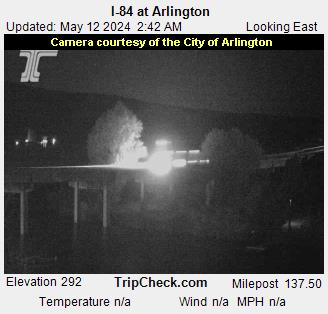 I-84 at Arlington
Updated: May 12 2024 2:42 AM Looking East
Camera courtesy of the City of Arlington
Elevation 292 TripCheck.com Milepost 137.50
Temperature n/a Wind n/a MPH n/a